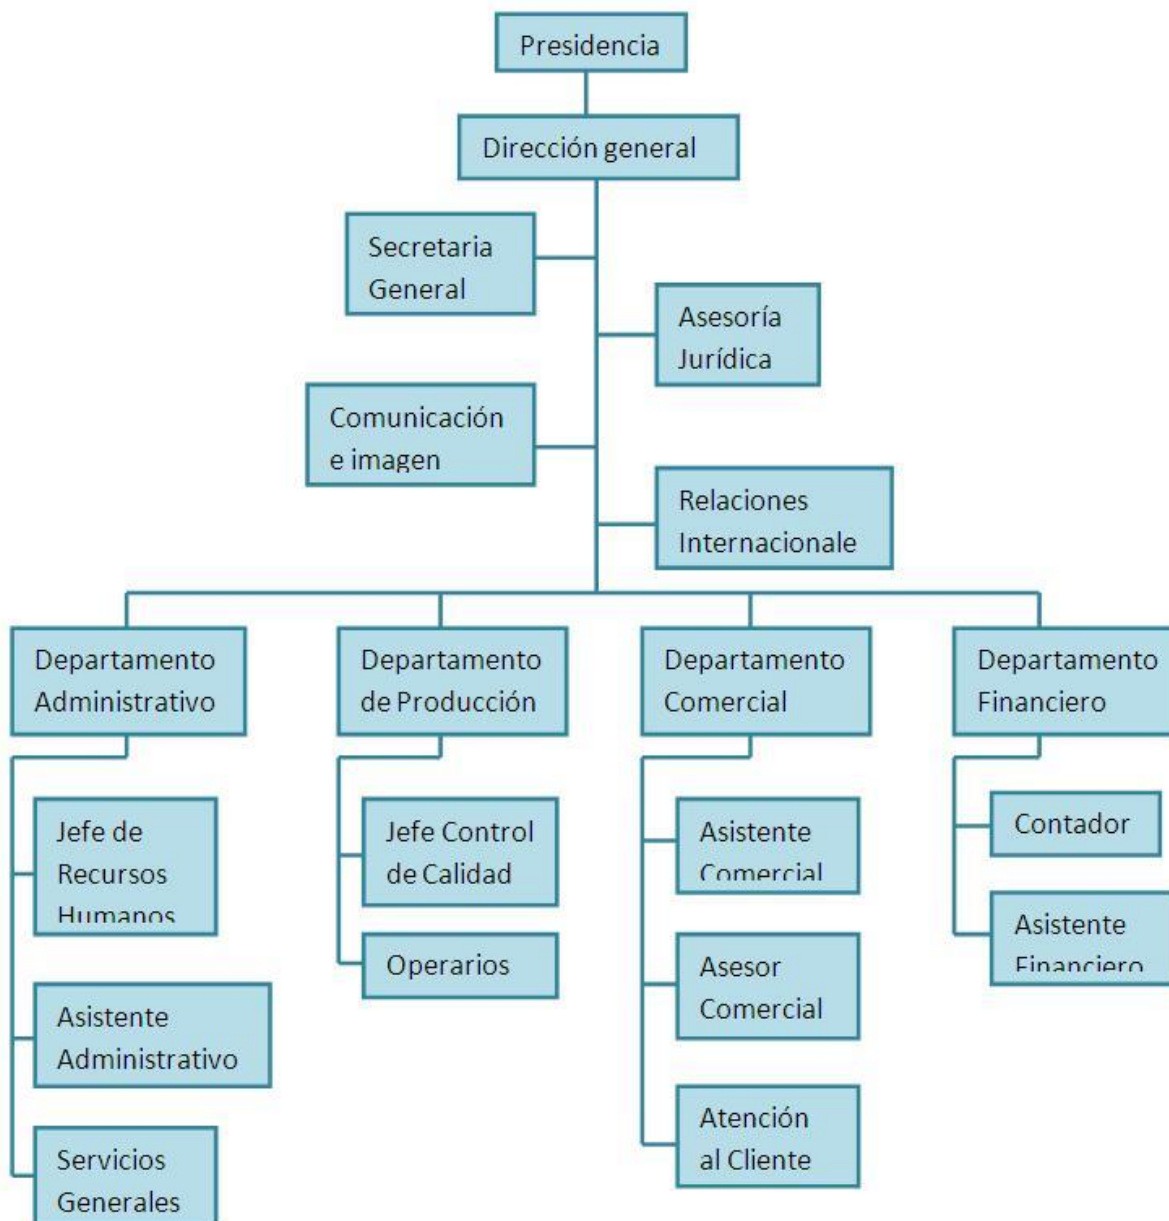 Presidencia
Dirección general
Secretaria
General
Asesoría
Jurídica
Comunicación
e imagen
Relaciones
Internacionale
Departamento
Administrativo
Jefe de
Recursos
Humanos
Asistente
Administrativo
Servicios
Generales
Departamento
de Producción
Jefe Control
de Calidad
Operarios
Departamento
Comercial
Asistente
Comercial
Asesor
Comercial
Atención
al Cliente
Departamento
Financiero
Contador
Asistente
Financiero